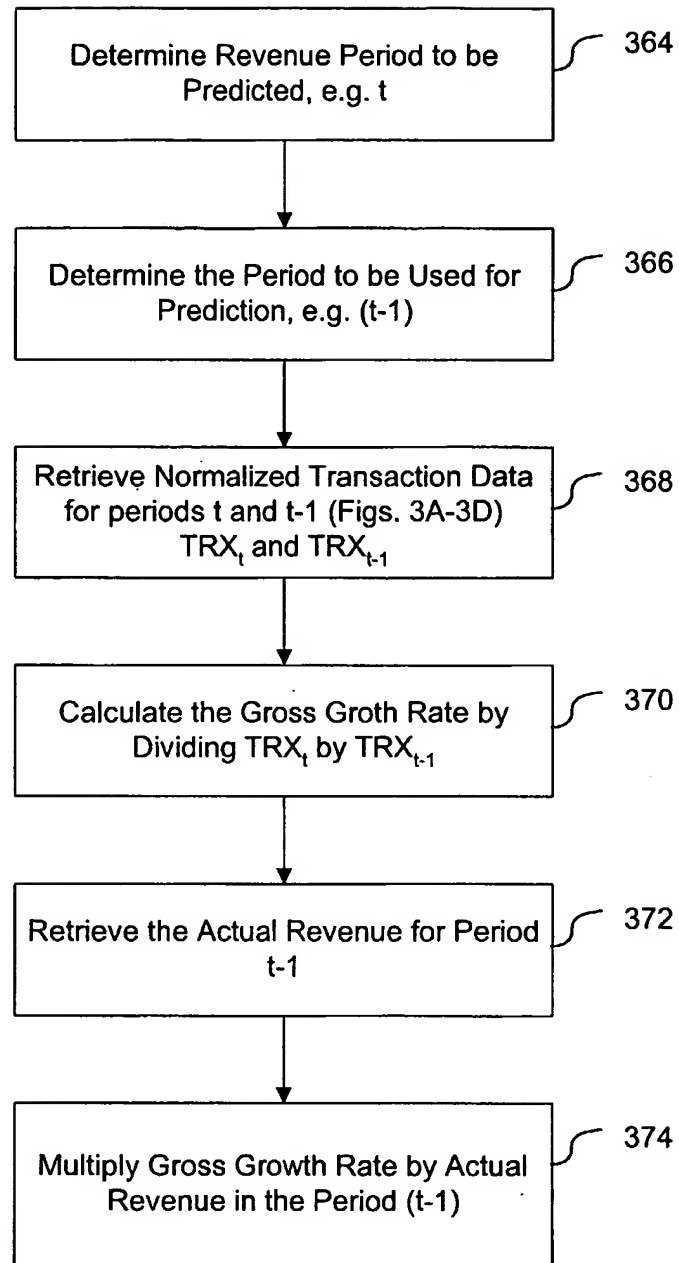 Determine Revenue Period to be
Predicted, e.g. t
364
Determine the Period to be Used for
Prediction, e.g. (t-1)
366
Retrieve Normalized Transaction Data
for periods t and t-1 (Figs. 3A-3D)
TRXt and TRXt-1
368
Calculate the Gross Groth Rate by
Dividing TRXt by TRXt-1
370
Retrieve the Actual Revenue for Period
t-1
372
Multiply Gross Growth Rate by Actual
Revenue in the Period (t-1)
374